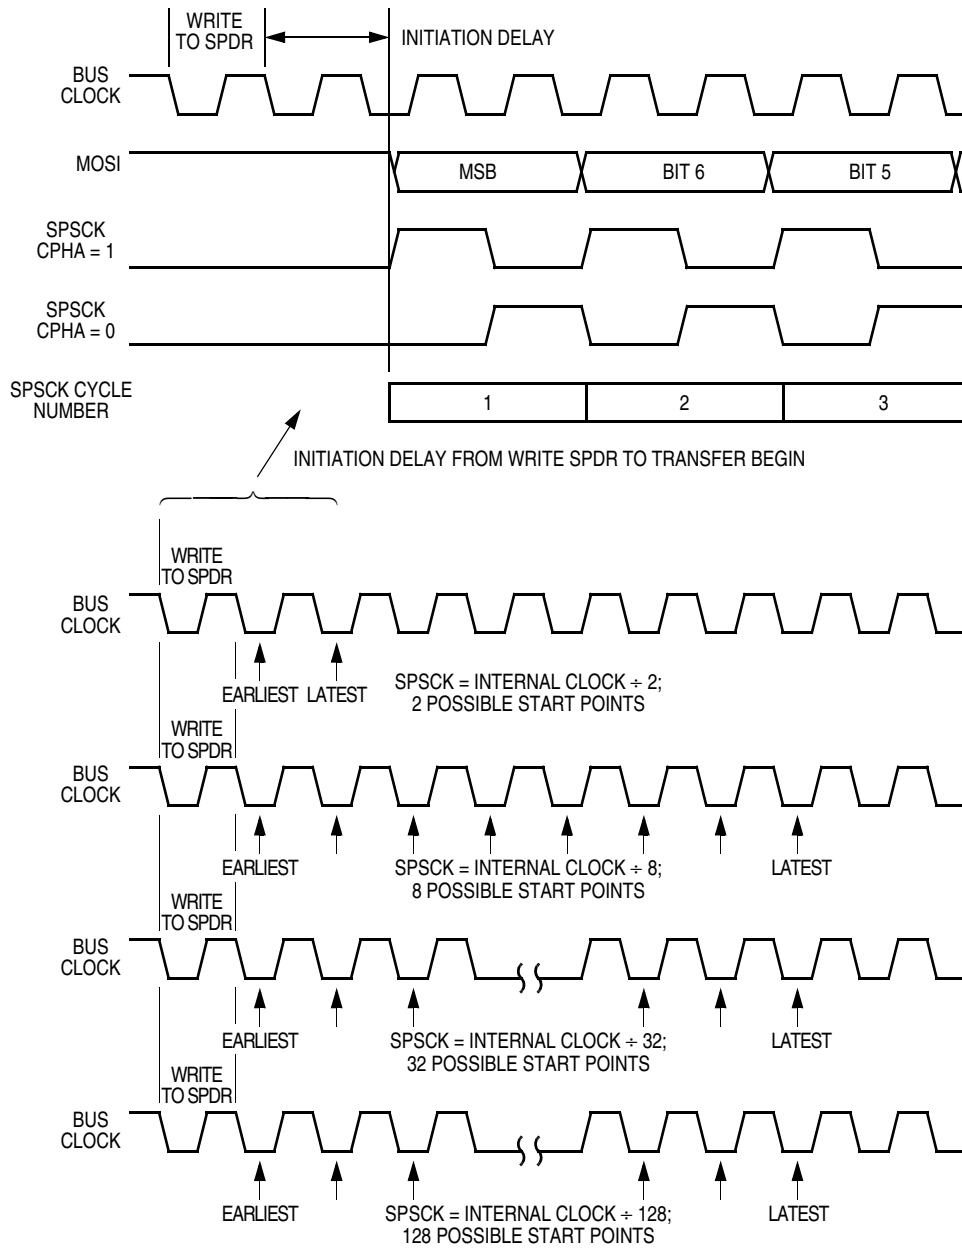 WRITE
TO SPDR
INITIATION DELAY
BUS
CLOCK
MOSI
MSB
BIT 6
BIT 5
SPSCK
CPHA = 1
SPSCK
CPHA = 0
SPSCK CYCLE
NUMBER
1
2
3
INITIATION DELAY FROM WRITE SPDR TO TRANSFER BEGIN
WRITE
TO SPDR
BUS
CLOCK
EARLIEST
LATEST
SPSCK = INTERNAL CLOCK ÷ 2;
2 POSSIBLE START POINTS
WRITE
TO SPDR
BUS
CLOCK
EARLIEST
SPSCK = INTERNAL CLOCK ÷ 8;
8 POSSIBLE START POINTS
LATEST
WRITE
TO SPDR
BUS
CLOCK
EARLIEST
SPSCK = INTERNAL CLOCK ÷ 32;
32 POSSIBLE START POINTS
LATEST
WRITE
TO SPDR
BUS
CLOCK
EARLIEST
SPSCK = INTERNAL CLOCK ÷ 128;
128 POSSIBLE START POINTS
LATEST